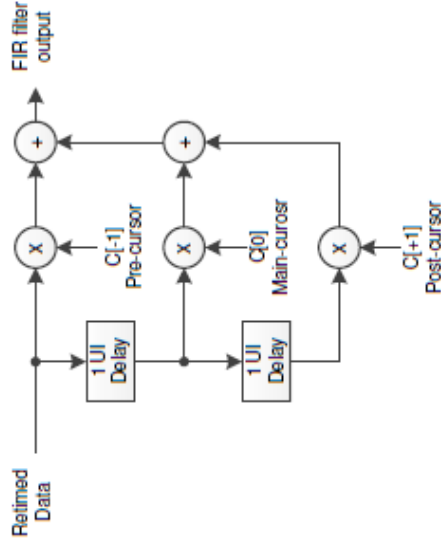 Retimed
Data
1 UI
Delay
1 UI
Delay
X
C[-1]
Pre-cursor
X
C[0]
Main-curosr
X
C[+1]
Post-cursor
+
+
FIR filter
output